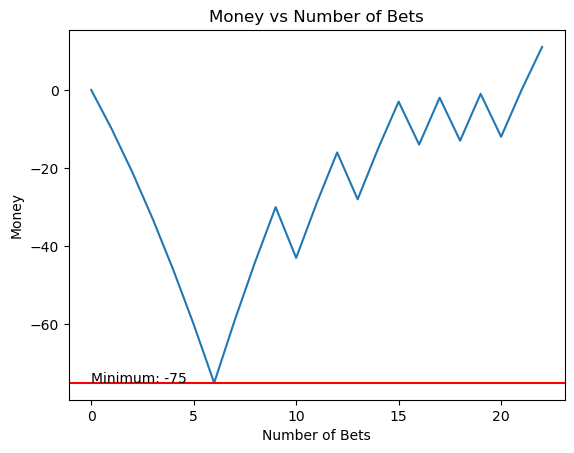 Money vs Number of Bets
Money
0
−20
−40
−60
Minimum: -75
0 5 10 15 20
Number of Bets